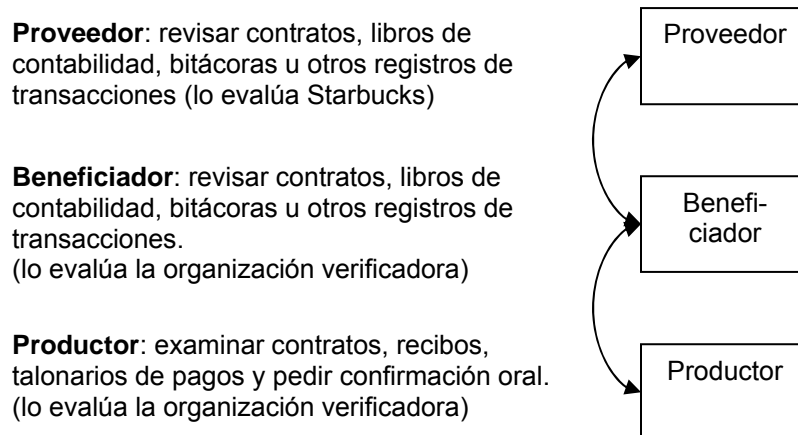 Proveedor: revisar contratos, libros de
contabilidad, bitácoras u otros registros de
transacciones (lo evalúa Starbucks)
Proveedor
Beneficiador: revisar contratos, libros de
contabilidad, bitácoras u otros registros de
transacciones.
(lo evalúa la organización verificadora)
Benefi-
ciador
Productor: examinar contratos, recibos,
talonarios de pagos y pedir confirmación oral.
(lo evalúa la organización verificadora)
Productor